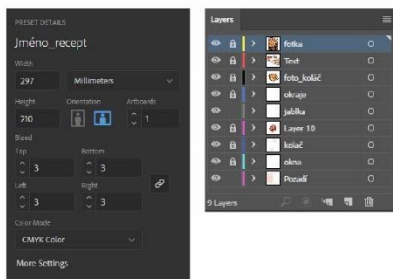 PRESET DETAILS
Jméno_recept
Width
297 Millimeters
Height Orientation Artboards
210 1
Bleed
Top Bottom
3 3
Left Right
3 3
Color Mode
CMYK Color
More Settings
Layers
fotka
Text
foto_koláč
okraje
jablka
Layer 10
koláč
okna
Pozadí
9 Layers